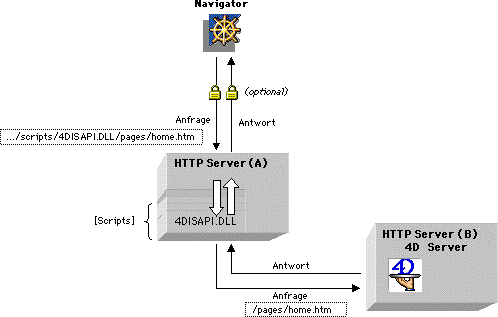 Navigator
(optional)
Anfrage
Antwort
.../scripts/4DISAPI.DLL/pages/home.htm
HTTP Server(A)
[Scripts]
4DISAPI.DLL
HTTP Server(B)
4D Server
4D
Antwort
Anfrage
/pages/home.htm